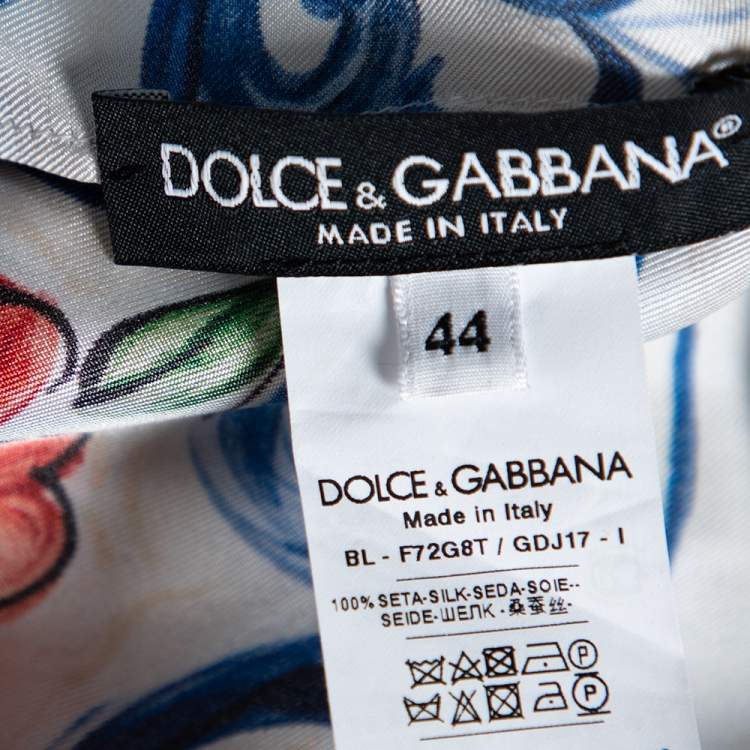 DOLCE & GABBANA®
MADE IN ITALY
44
DOLCE & GABBANA
Made in Italy
BL - F72G8T / GDJ17 - I
100% SETA-SILK-SEDA-SOIE--
SEIDE-ШЕЛК -桑蚕丝-
P
P